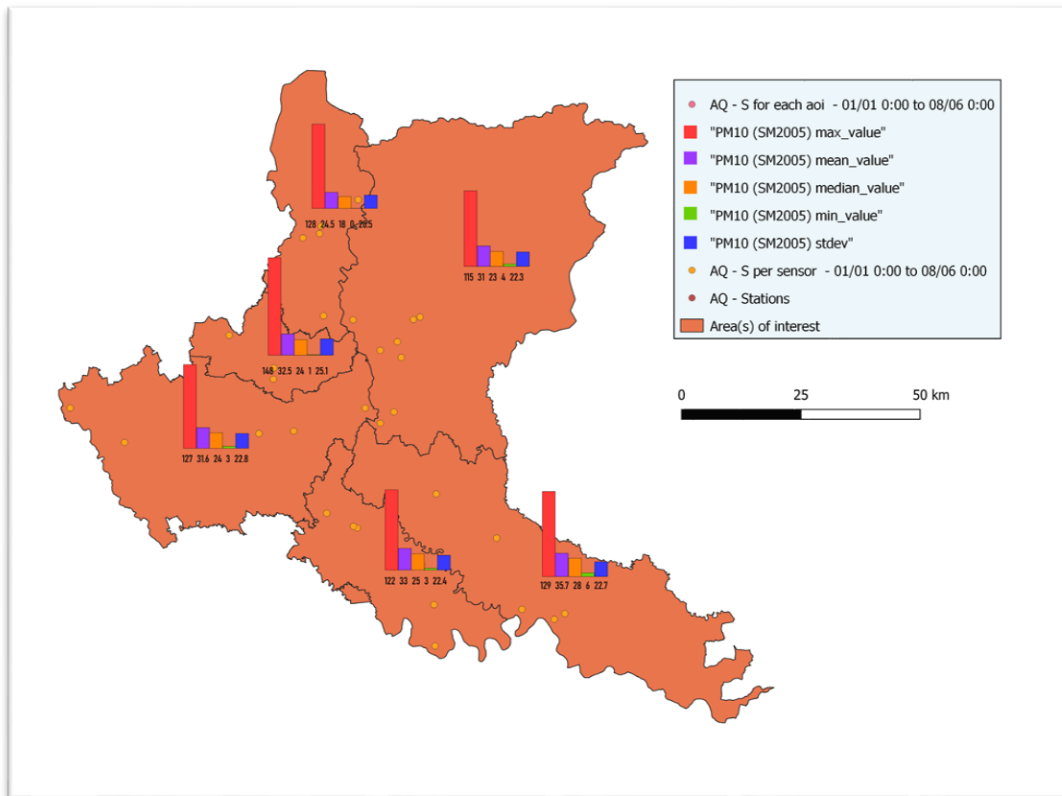 AQ - S for each aoi - 01/01 0:00 to 08/06 0:00
"PM10 (SM2005) max_value"
"PM10 (SM2005) mean_value"
"PM10 (SM2005) median_value"
"PM10 (SM2005) min_value"
"PM10 (SM2005) stdev"
AQ - S per sensor - 01/01 0:00 to 08/06 0:00
AQ - Stations
Area(s) of interest
0 25 50 km
128 24.5 18 0
115 31 23 4 22.3
148 32.5 24 1 25.1
127 31.6 24 3 22.8
122 33 25 3 22.4
129 35.7 28 6 22.7